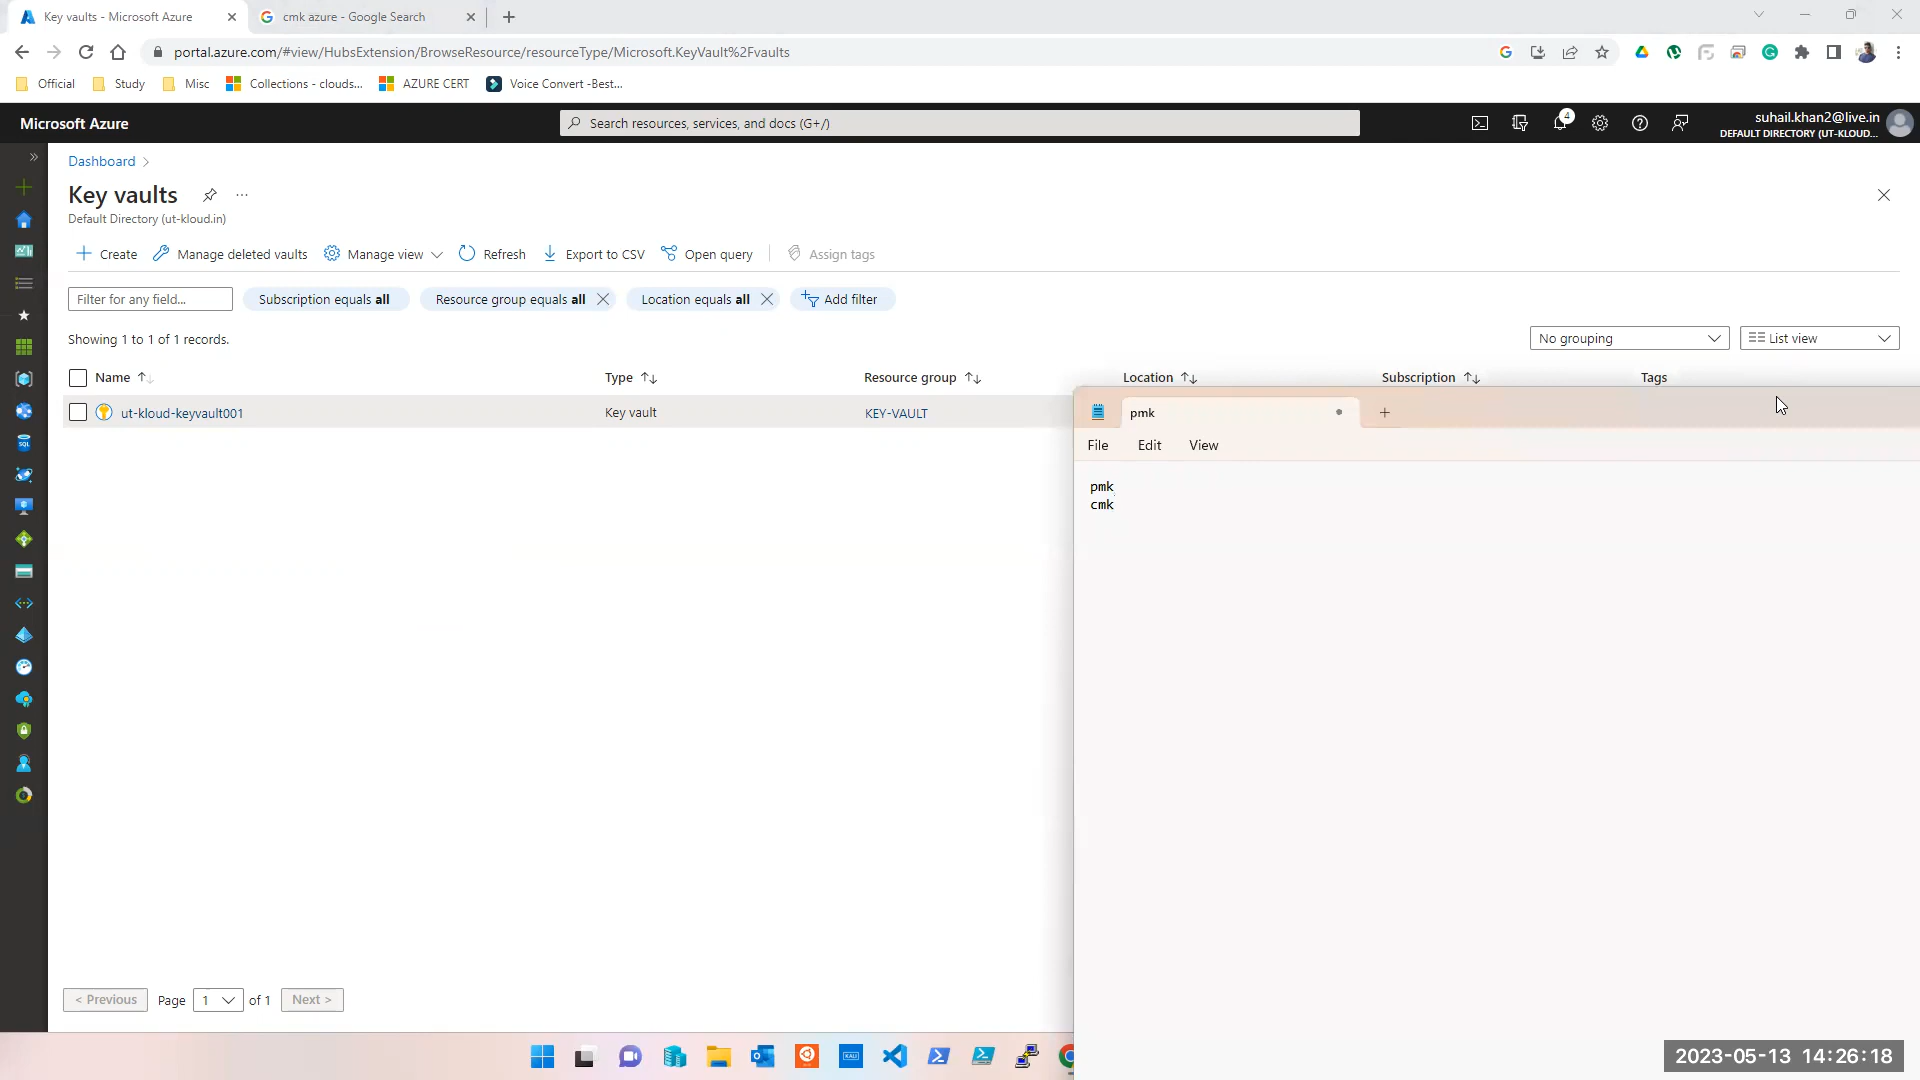 Key vaults - Microsoft Azure
cmk azure - Google Search
portal.azure.com/#view/HubsExtension/BrowseResource/resourceType/Microsoft.KeyVault%2Fvaults
Official
Study
Misc
Collections - clouds...
AZURE CERT
Voice Convert -Best...
Microsoft Azure
Search resources, services, and docs (G+/)
4
suhail.khan2@live.in
DEFAULT DIRECTORY (UT-KLOUD...
Dashboard
Key vaults
Default Directory (ut-kloud.in)
Create
Manage deleted vaults
Manage view
Refresh
Export to CSV
Open query
Assign tags
Filter for any field...
Subscription equals all
Resource group equals all
Location equals all
Add filter
Showing 1 to 1 of 1 records.
No grouping
List view
Name
Type
Resource group
Location
Subscription
Tags
ut-kloud-keyvault001
Key vault
KEY-VAULT
pmk
File
Edit
View
pmk
cmk
SQL
< Previous
Page
1
of 1
Next >
KALI
2023-05-13 14:26:18